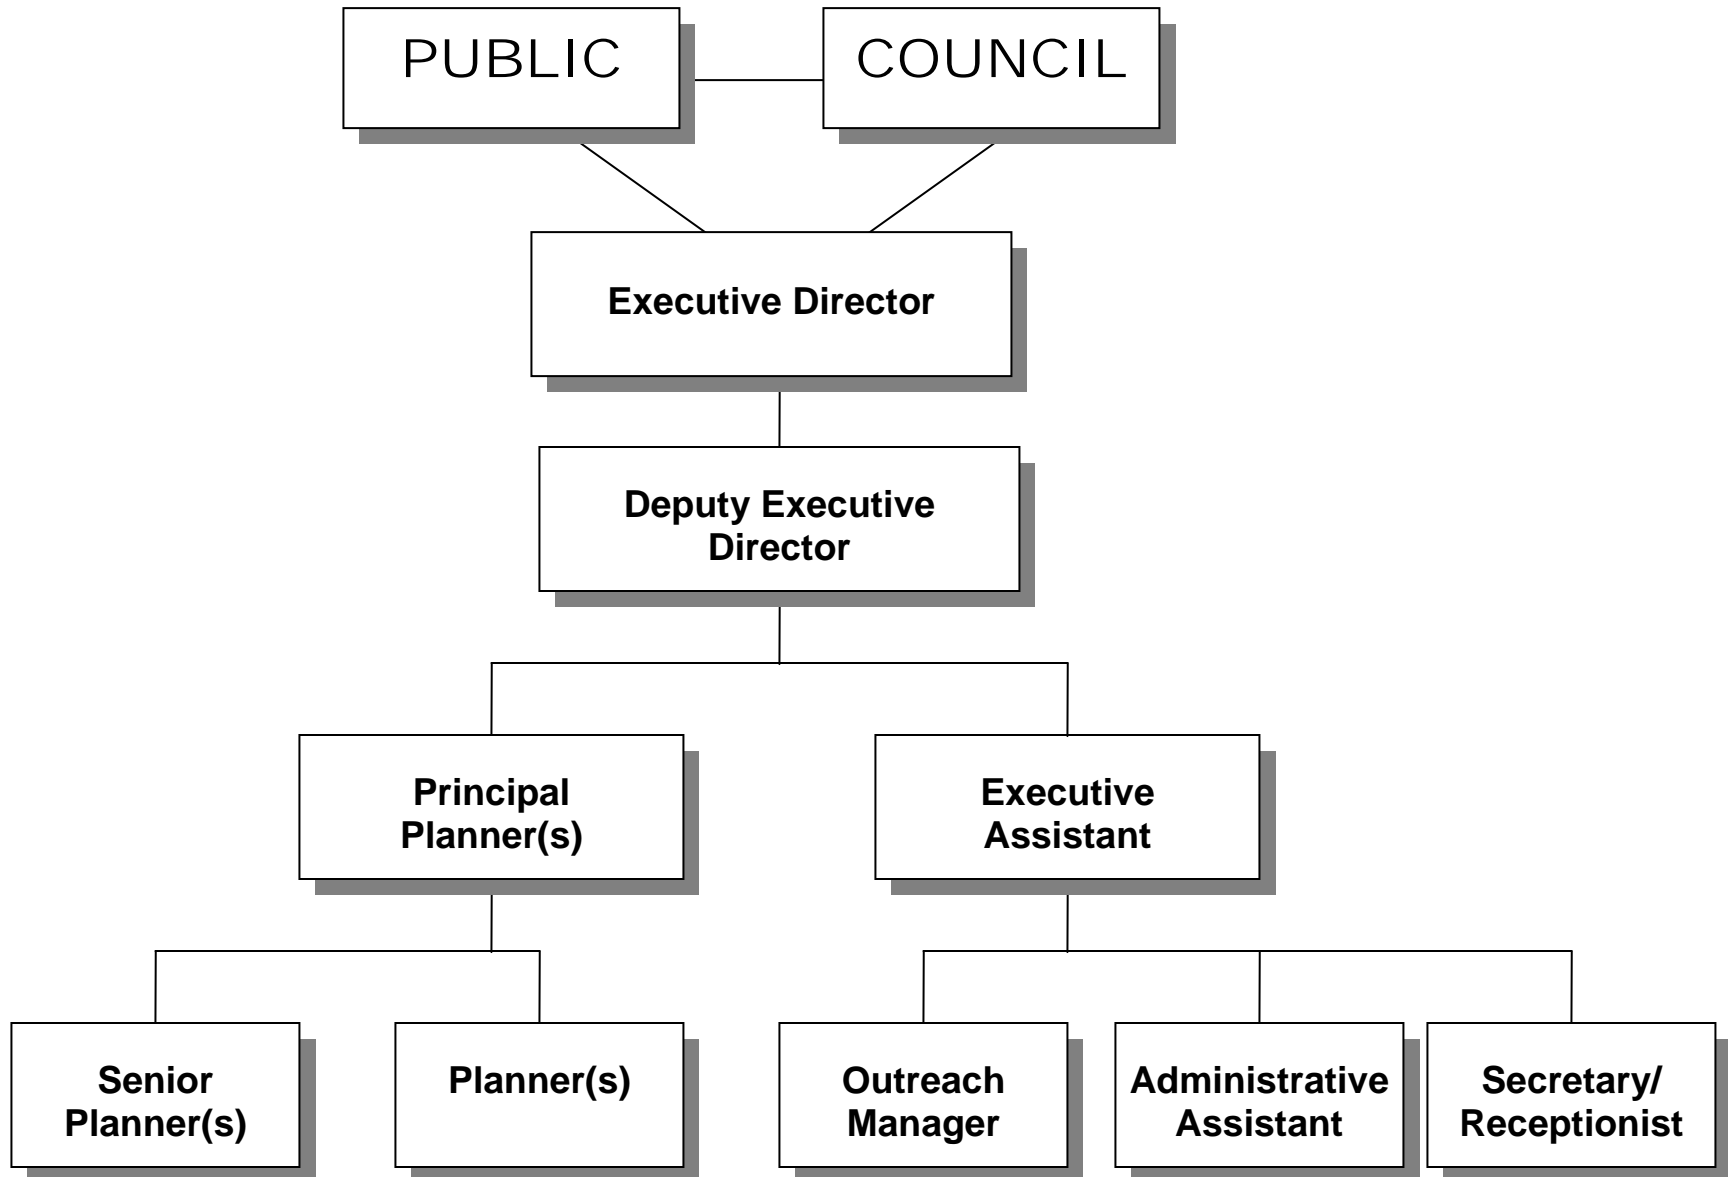 PUBLIC
COUNCIL
Executive Director
Deputy Executive
Director
Principal
Planner(s)
Executive
Assistant
Senior
Planner(s)
Planner(s)
Outreach
Manager
Administrative
Assistant
Secretary/
Receptionist